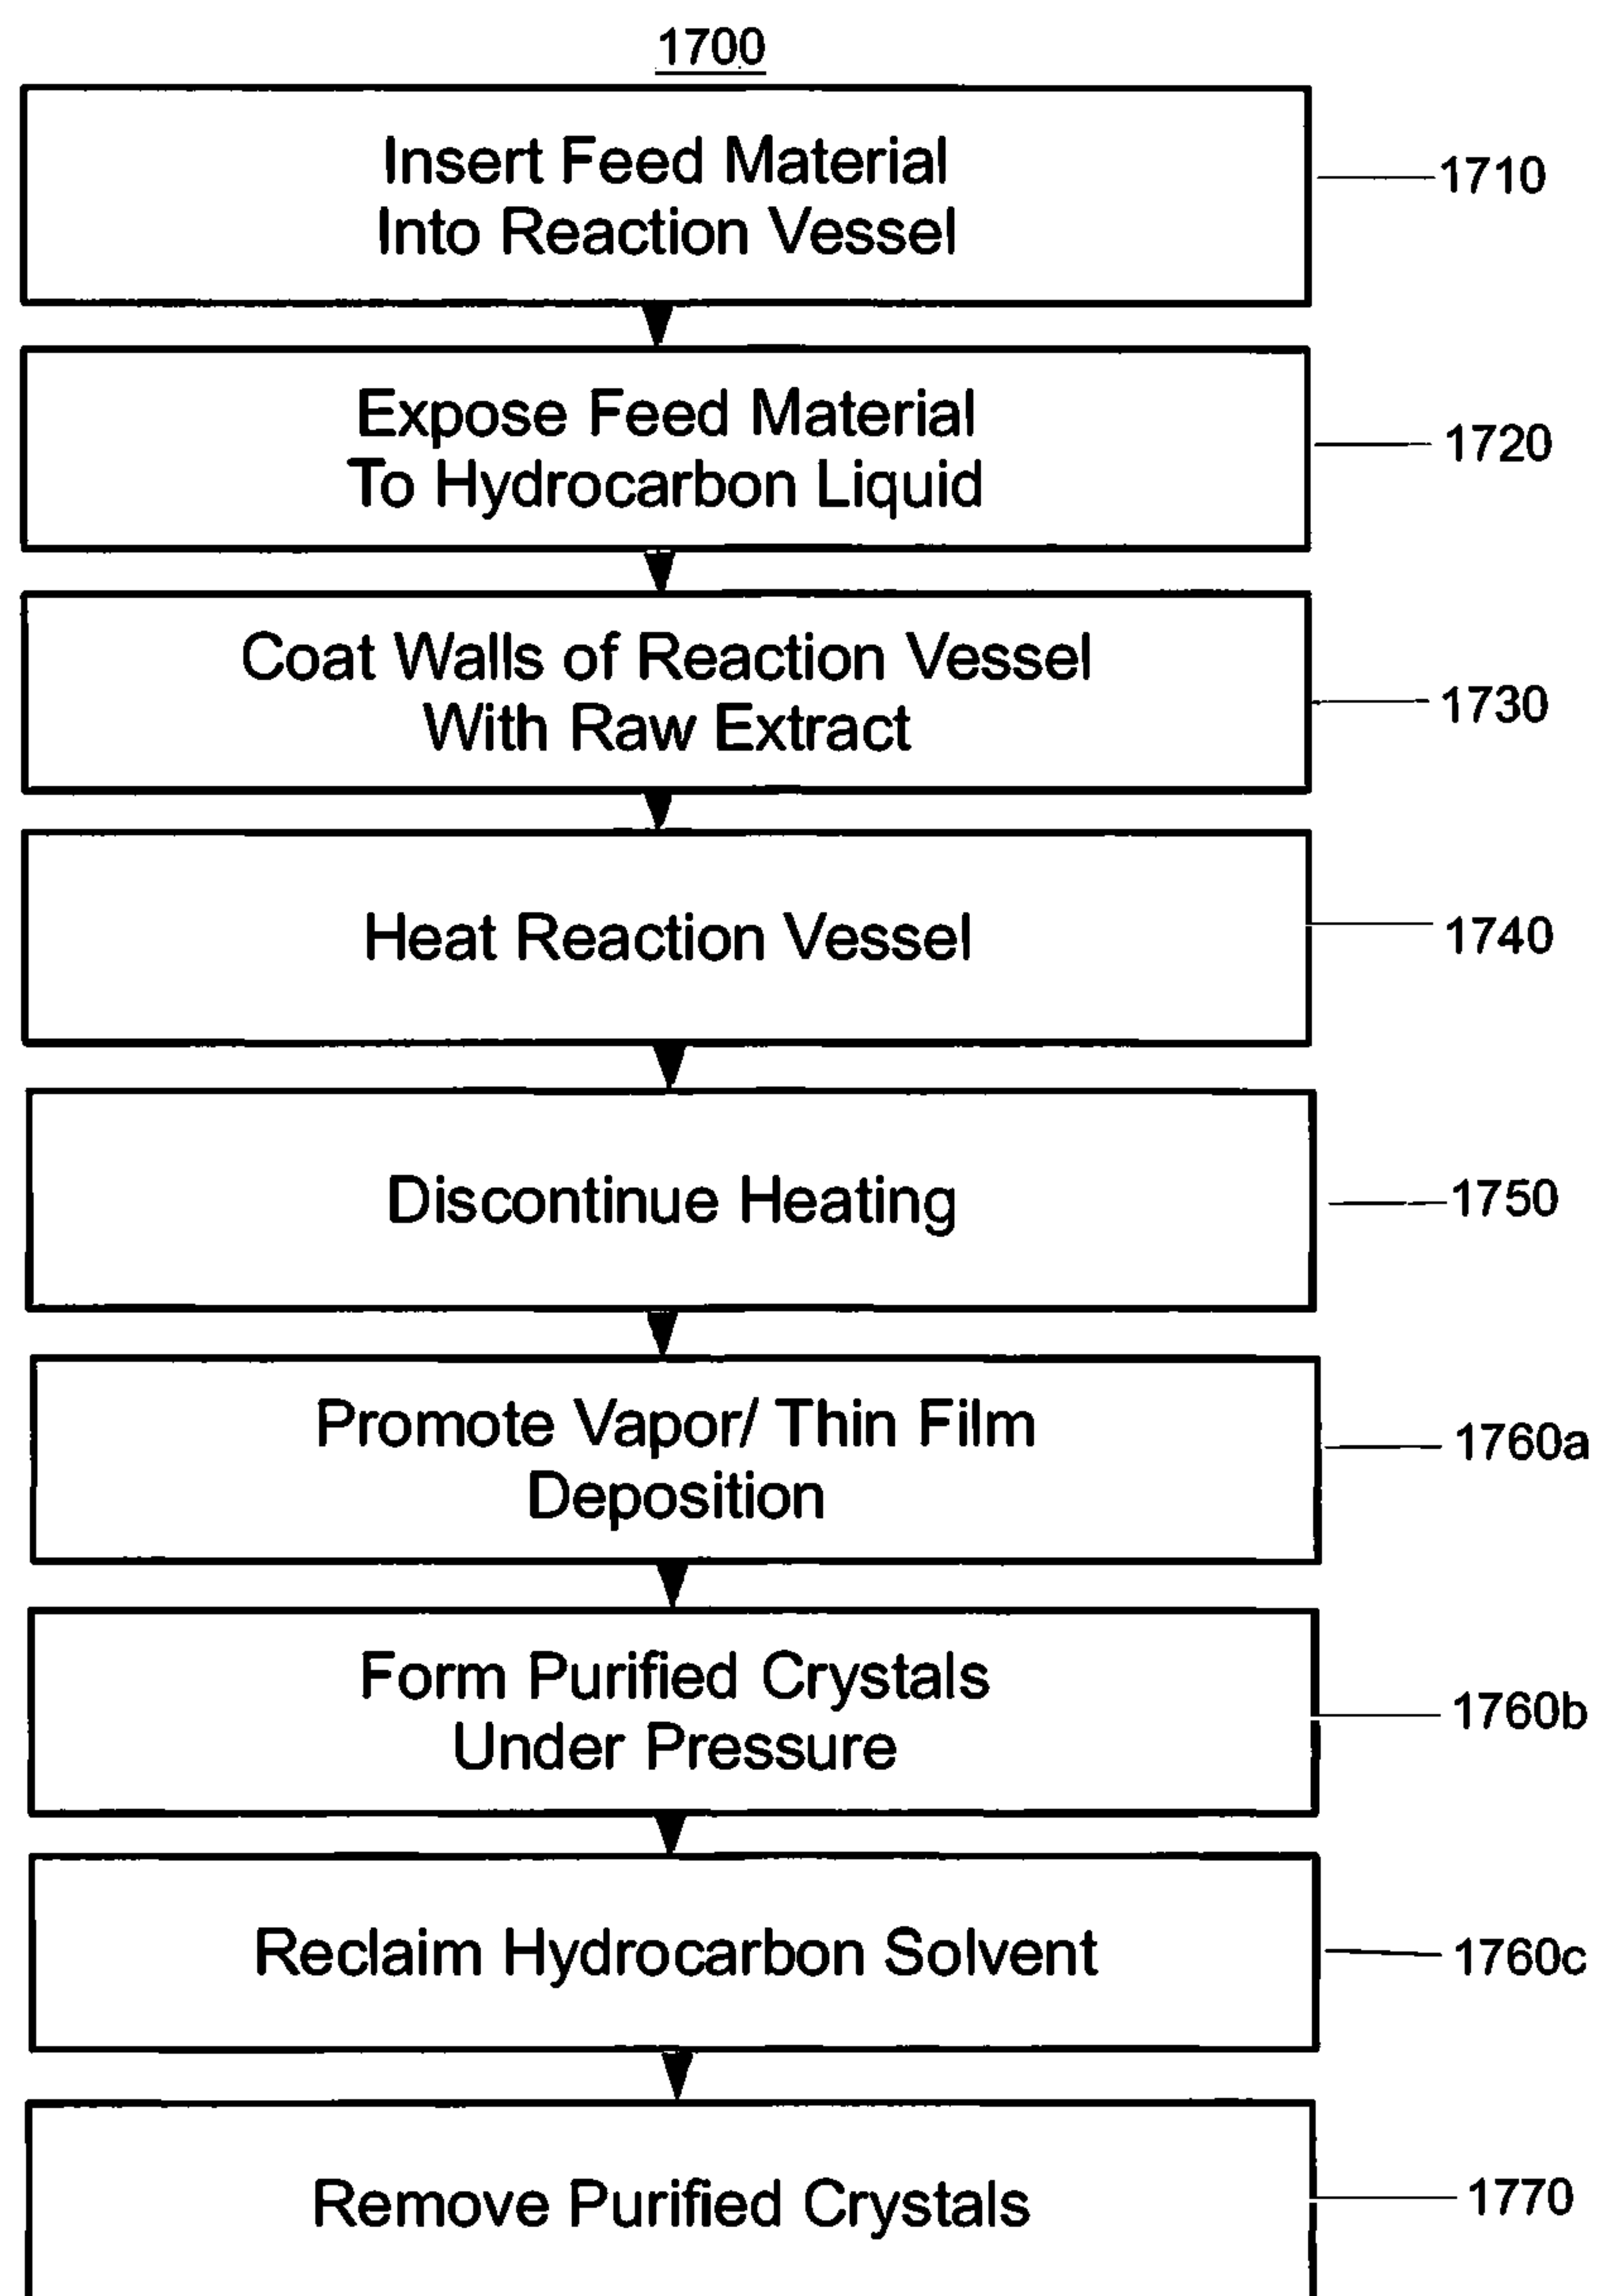 1700
Insert Feed Material
Into Reaction Vessel
1710
Expose Feed Material
To Hydrocarbon Liquid
1720
Coat Walls of Reaction Vessel
With Raw Extract
1730
Heat Reaction Vessel
1740
Discontinue Heating
1750
Promote Vapor/ Thin Film
Deposition
1760a
Form Purified Crystals
Under Pressure
1760b
Reclaim Hydrocarbon Solvent
1760c
Remove Purified Crystals
1770